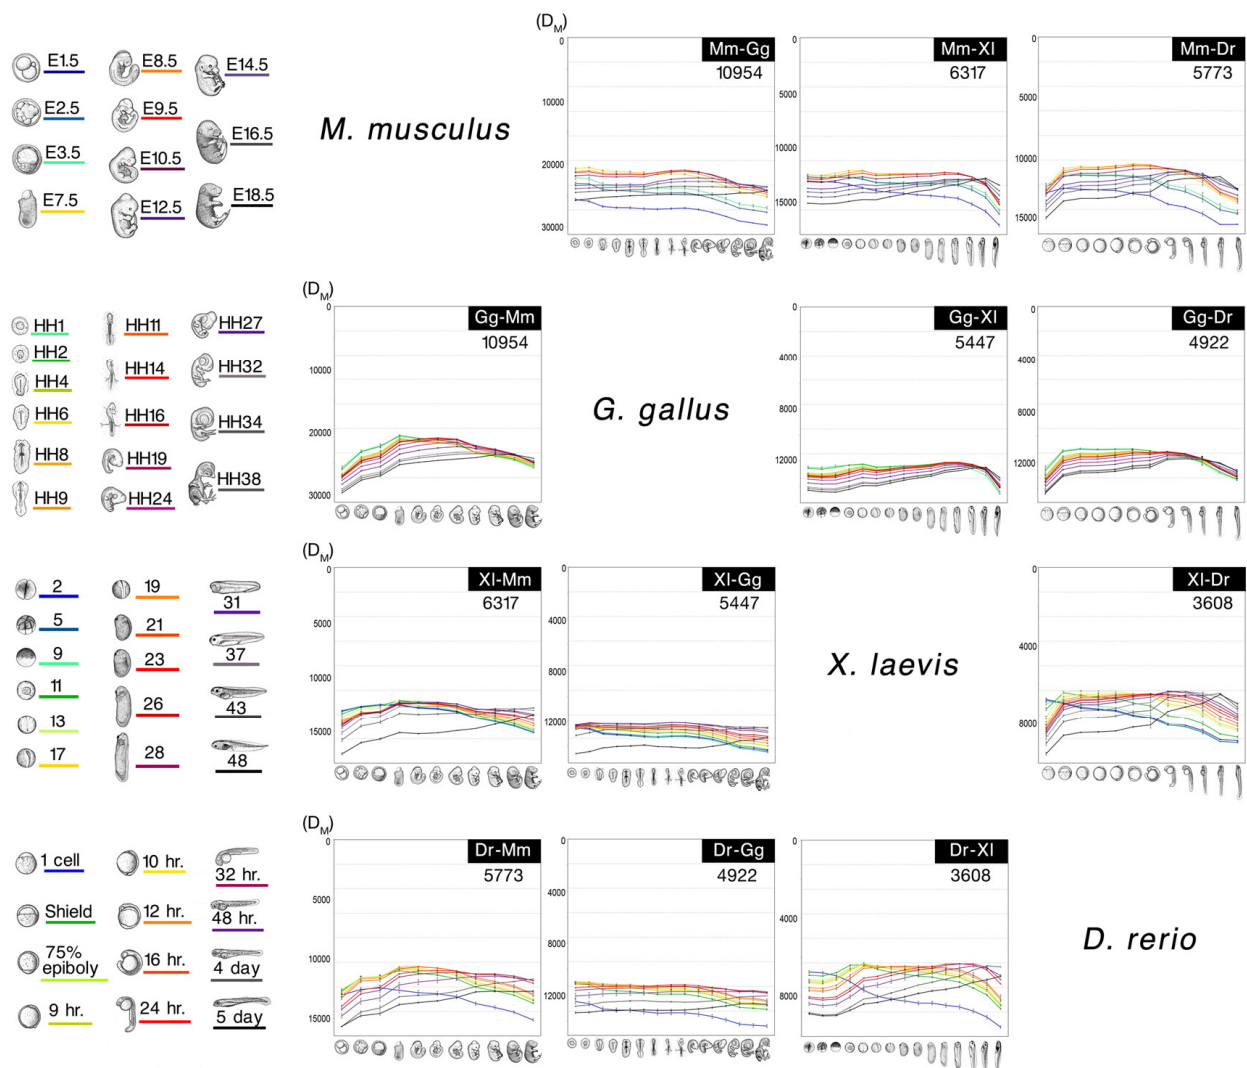 (DM)
Mm-Gg
10954
0
10000
20000
30000
Mm-Xl
6317
0
5000
10000
15000
Mm-Dr
5773
0
5000
10000
15000
E1.5
E2.5
E3.5
E7.5
E8.5
E9.5
E10.5
E12.5
E14.5
E16.5
E18.5
M. musculus
(DM)
Gg-Mm
10954
0
10000
20000
30000
Gg-Xl
5447
0
4000
8000
12000
Gg-Dr
4922
0
4000
8000
12000
HH1
HH2
HH4
HH6
HH8
HH9
HH11
HH14
HH16
HH19
HH24
HH27
HH32
HH34
HH38
G. gallus
(DM)
Xl-Mm
6317
0
5000
10000
15000
Xl-Gg
5447
0
4000
8000
12000
Xl-Dr
3608
0
4000
8000
2
5
9
11
13
17
19
21
23
26
28
31
37
43
48
X. laevis
(DM)
Dr-Mm
5773
0
5000
10000
15000
Dr-Gg
4922
0
4000
8000
12000
Dr-Xl
3608
0
4000
8000
1 cell
Shield
75%
epiboly
9 hr.
10 hr.
12 hr.
16 hr.
24 hr.
32 hr.
48 hr.
4 day
5 day
D. rerio